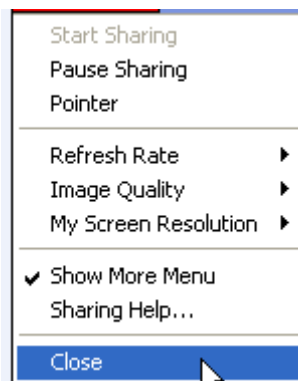 Start Sharing
Pause Sharing
Pointer
Refresh Rate
Image Quality
My Screen Resolution
Show More Menu
Sharing Help...
Close